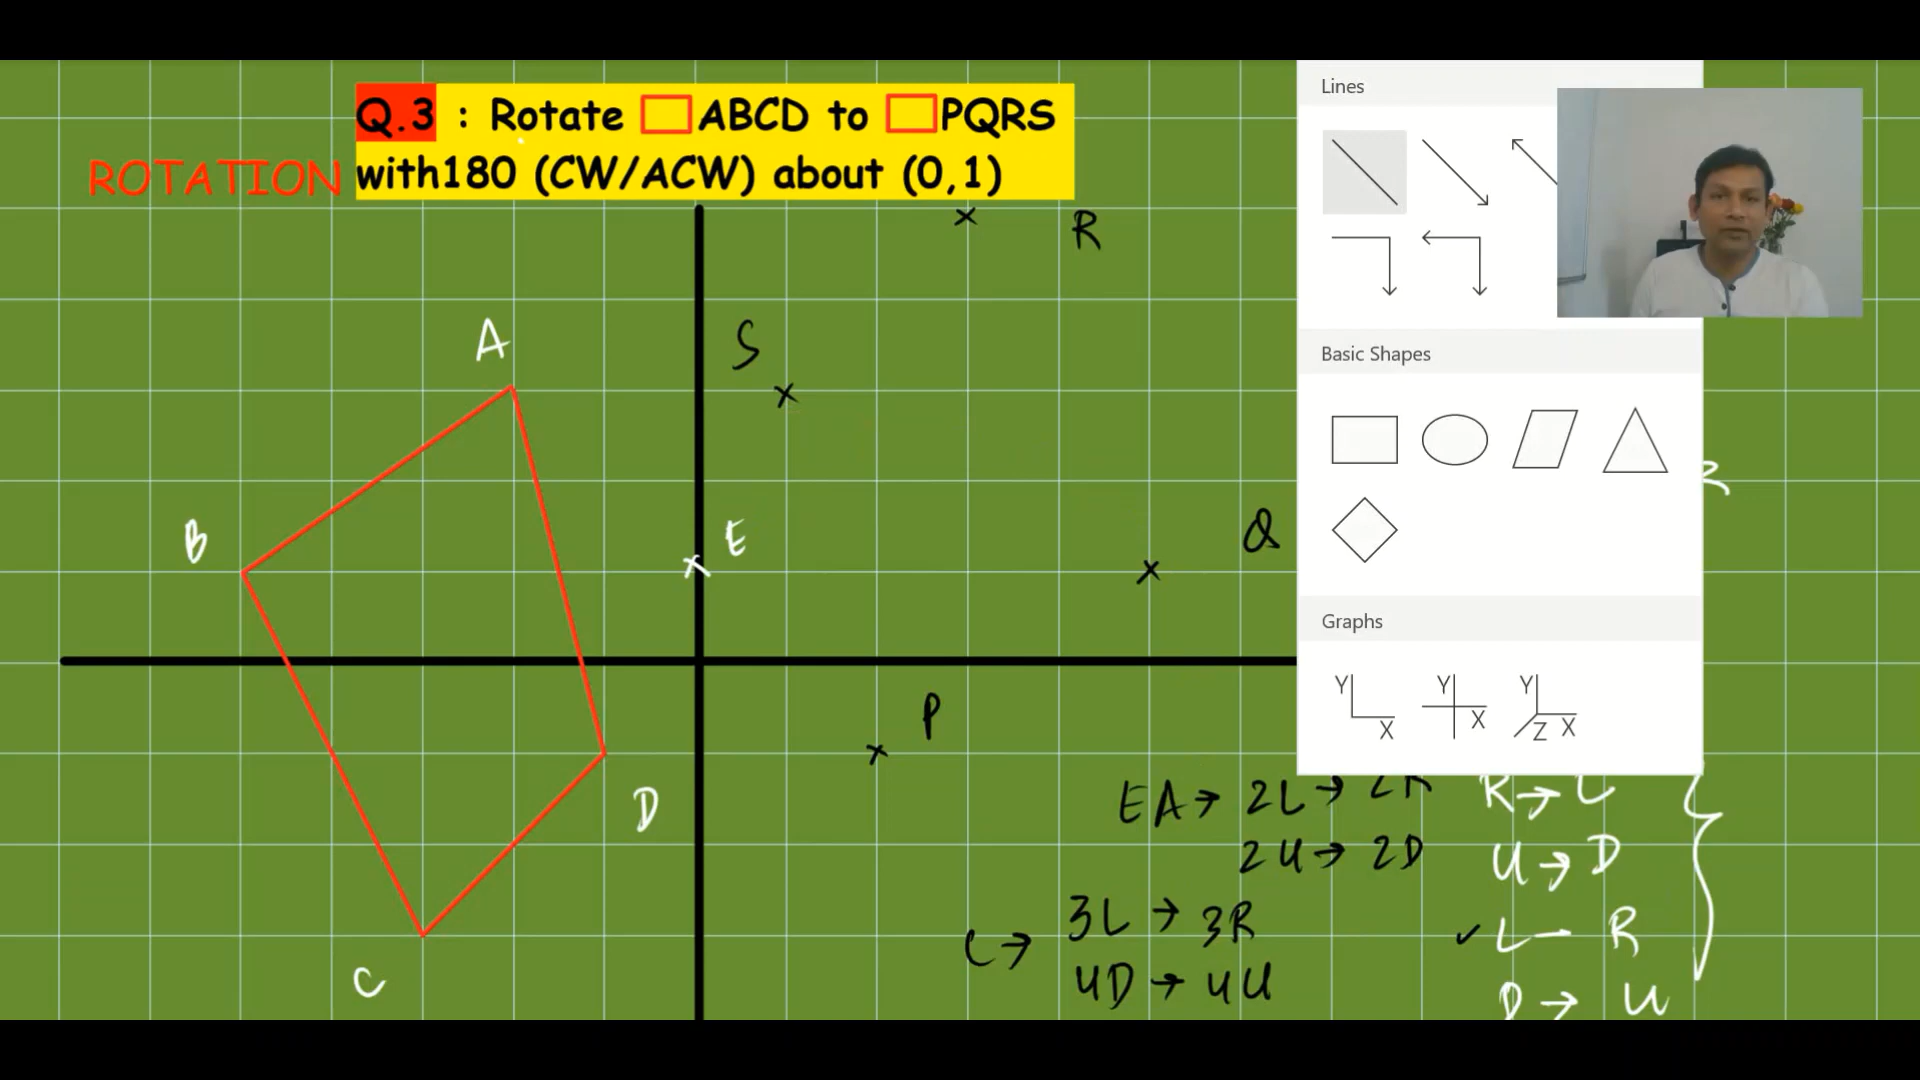 Q.3 : Rotate ABCD to PQRS
with180 (CW/ACW) about (0,1)
ROTATION
R
A
S
B
E
Q
P
D
C
EA → 2L → 2R
2U → 2D
C → 3L → 3R
4D → 4U
R → L
U → D
✓ L — R
D → U
Lines
Basic Shapes
Graphs
Y
X
Y
X
Y
Z X